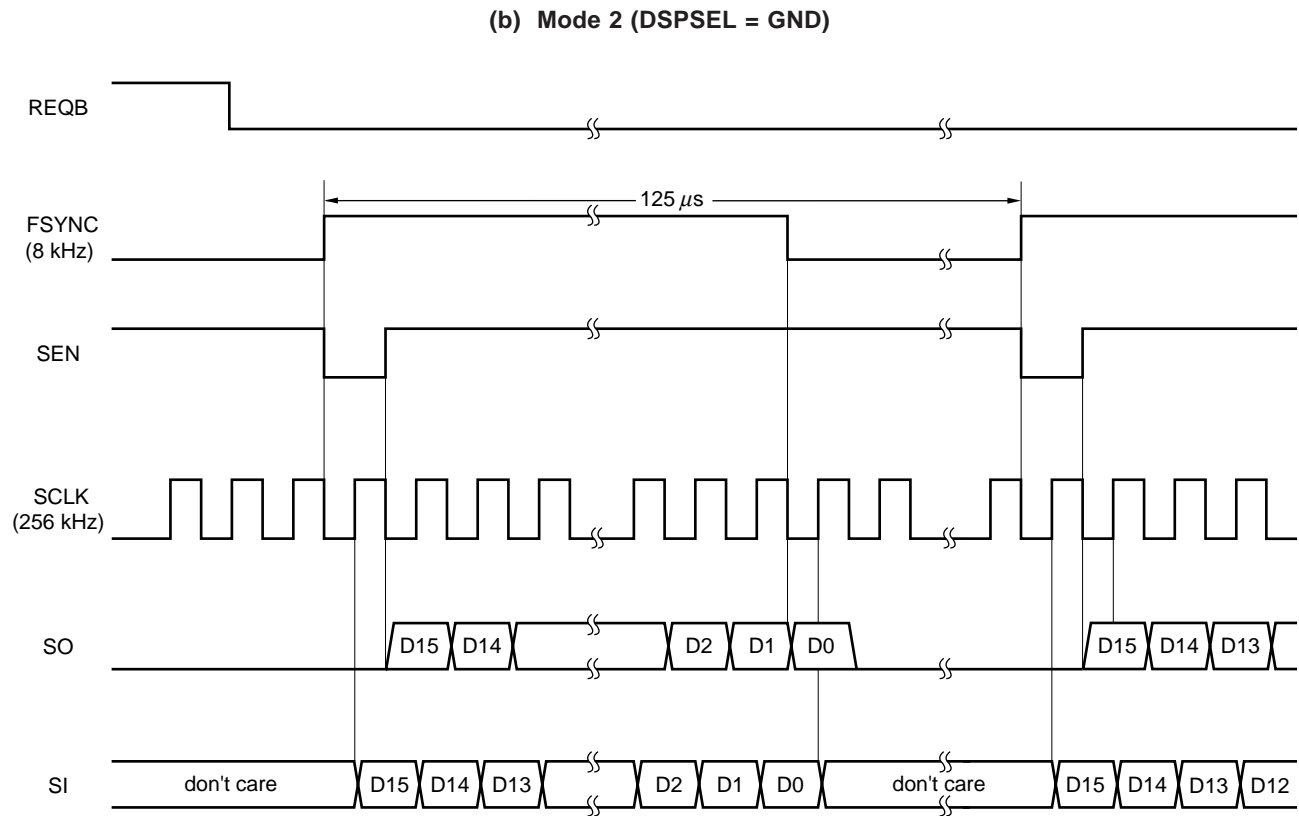 (b) Mode 2 (DSPSEL = GND)
REQB
125 μs
FSYNC
(8 kHz)
SEN
SCLK
(256 kHz)
SO D15 D14 D2 D1 D0 D15 D14 D13
SI don't care D15 D14 D13 D2 D1 D0 don't care D15 D14 D13 D12